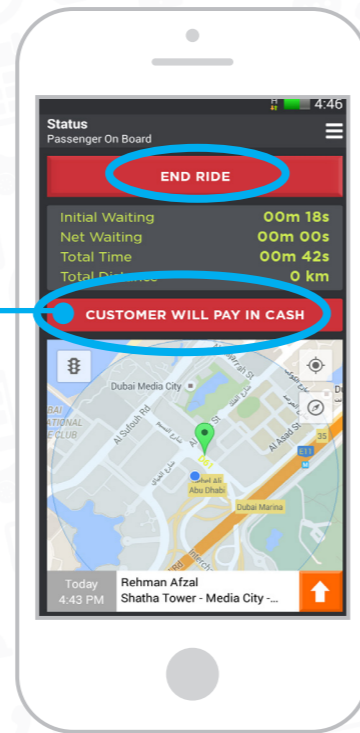 H 4:46
Status
Passenger On Board
END RIDE
Initial Waiting 00m 18s
Net Waiting 00m 00s
Total Time 00m 42s
Total Distance 0 km
CUSTOMER WILL PAY IN CASH
Dubai Media City
Al Sufouh Rd
Al Asad St
35
E11
M
Abu Dhabi
Dubai Marina
Today
4:43 PM
Rehman Afzal
Shatha Tower - Media City -...